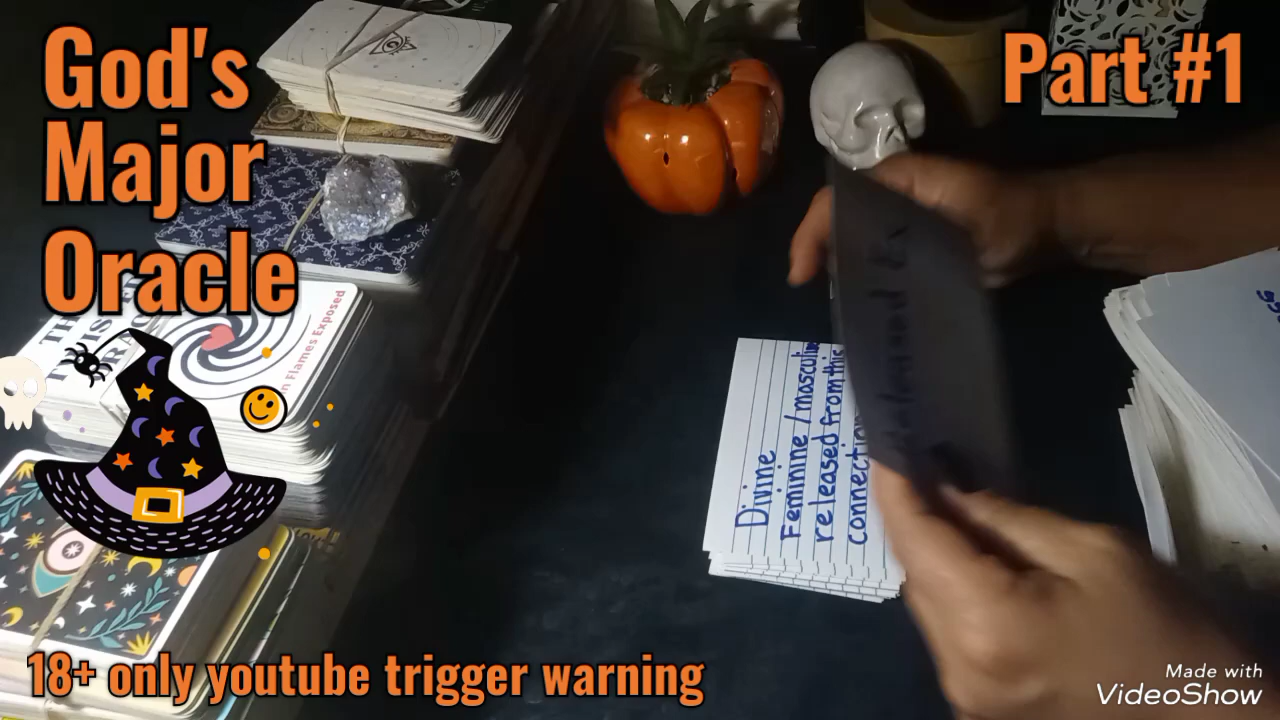 God's
Major
Oracle
Part #1
n Flames Exposed
Divine
Feminine / masculin
released from this
connection
18+ only youtube trigger warning
Made with
VideoShow